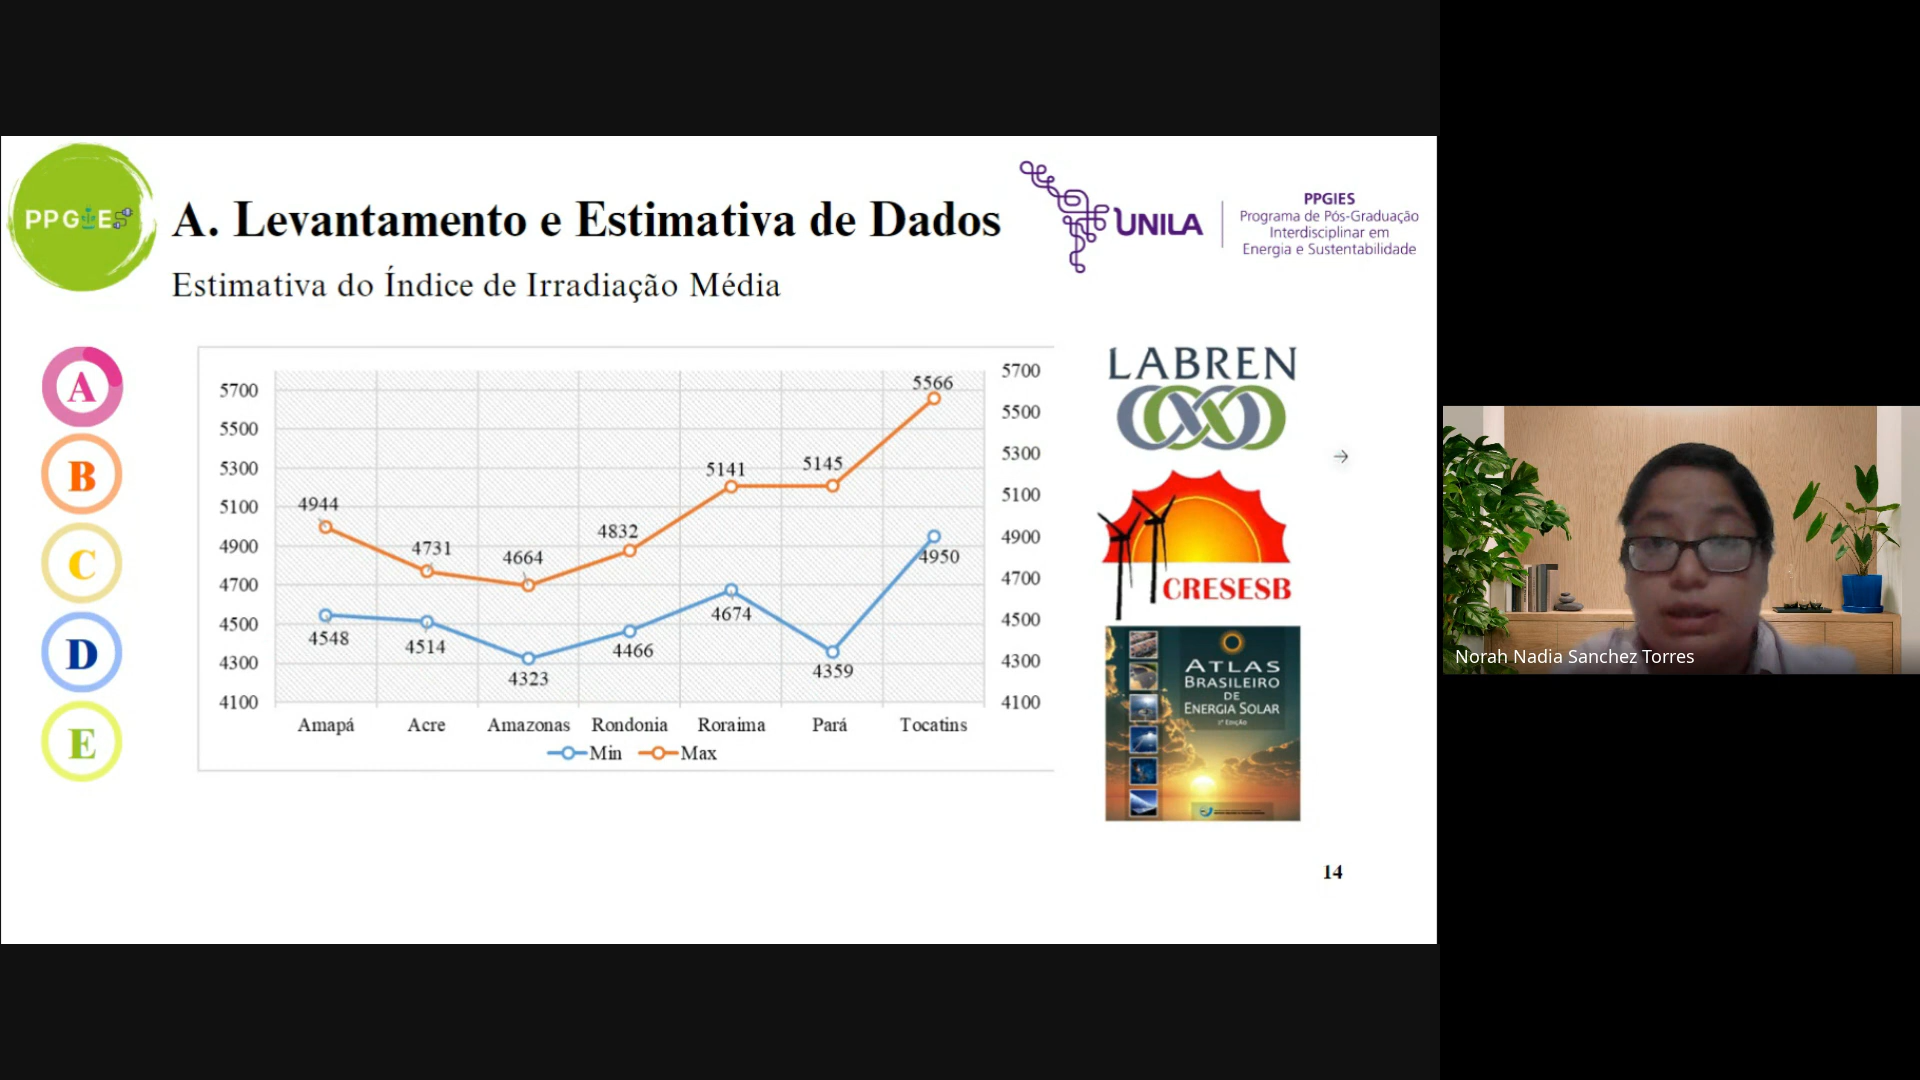 PPGIES
A. Levantamento e Estimativa de Dados
Estimativa do Índice de Irradiação Média
UNILA
PPGIES
Programa de Pós-Graduação
Interdisciplinar em
Energia e Sustentabilidade
A
B
C
D
E
5700
5500
5300
5100
4900
4700
4500
4300
4100
4944
4731
4664
4832
5141
5145
5566
4548
4514
4323
4466
4674
4359
4950
5700
5500
5300
5100
4900
4700
4500
4300
4100
Amapá Acre Amazonas Rondonia Roraima Pará Tocatins
Min Max
LABREN
CRESESB
ATLAS
BRASILEIRO
DE
ENERGIA SOLAR
2ª EDIÇÃO
14
Norah Nadia Sanchez Torres